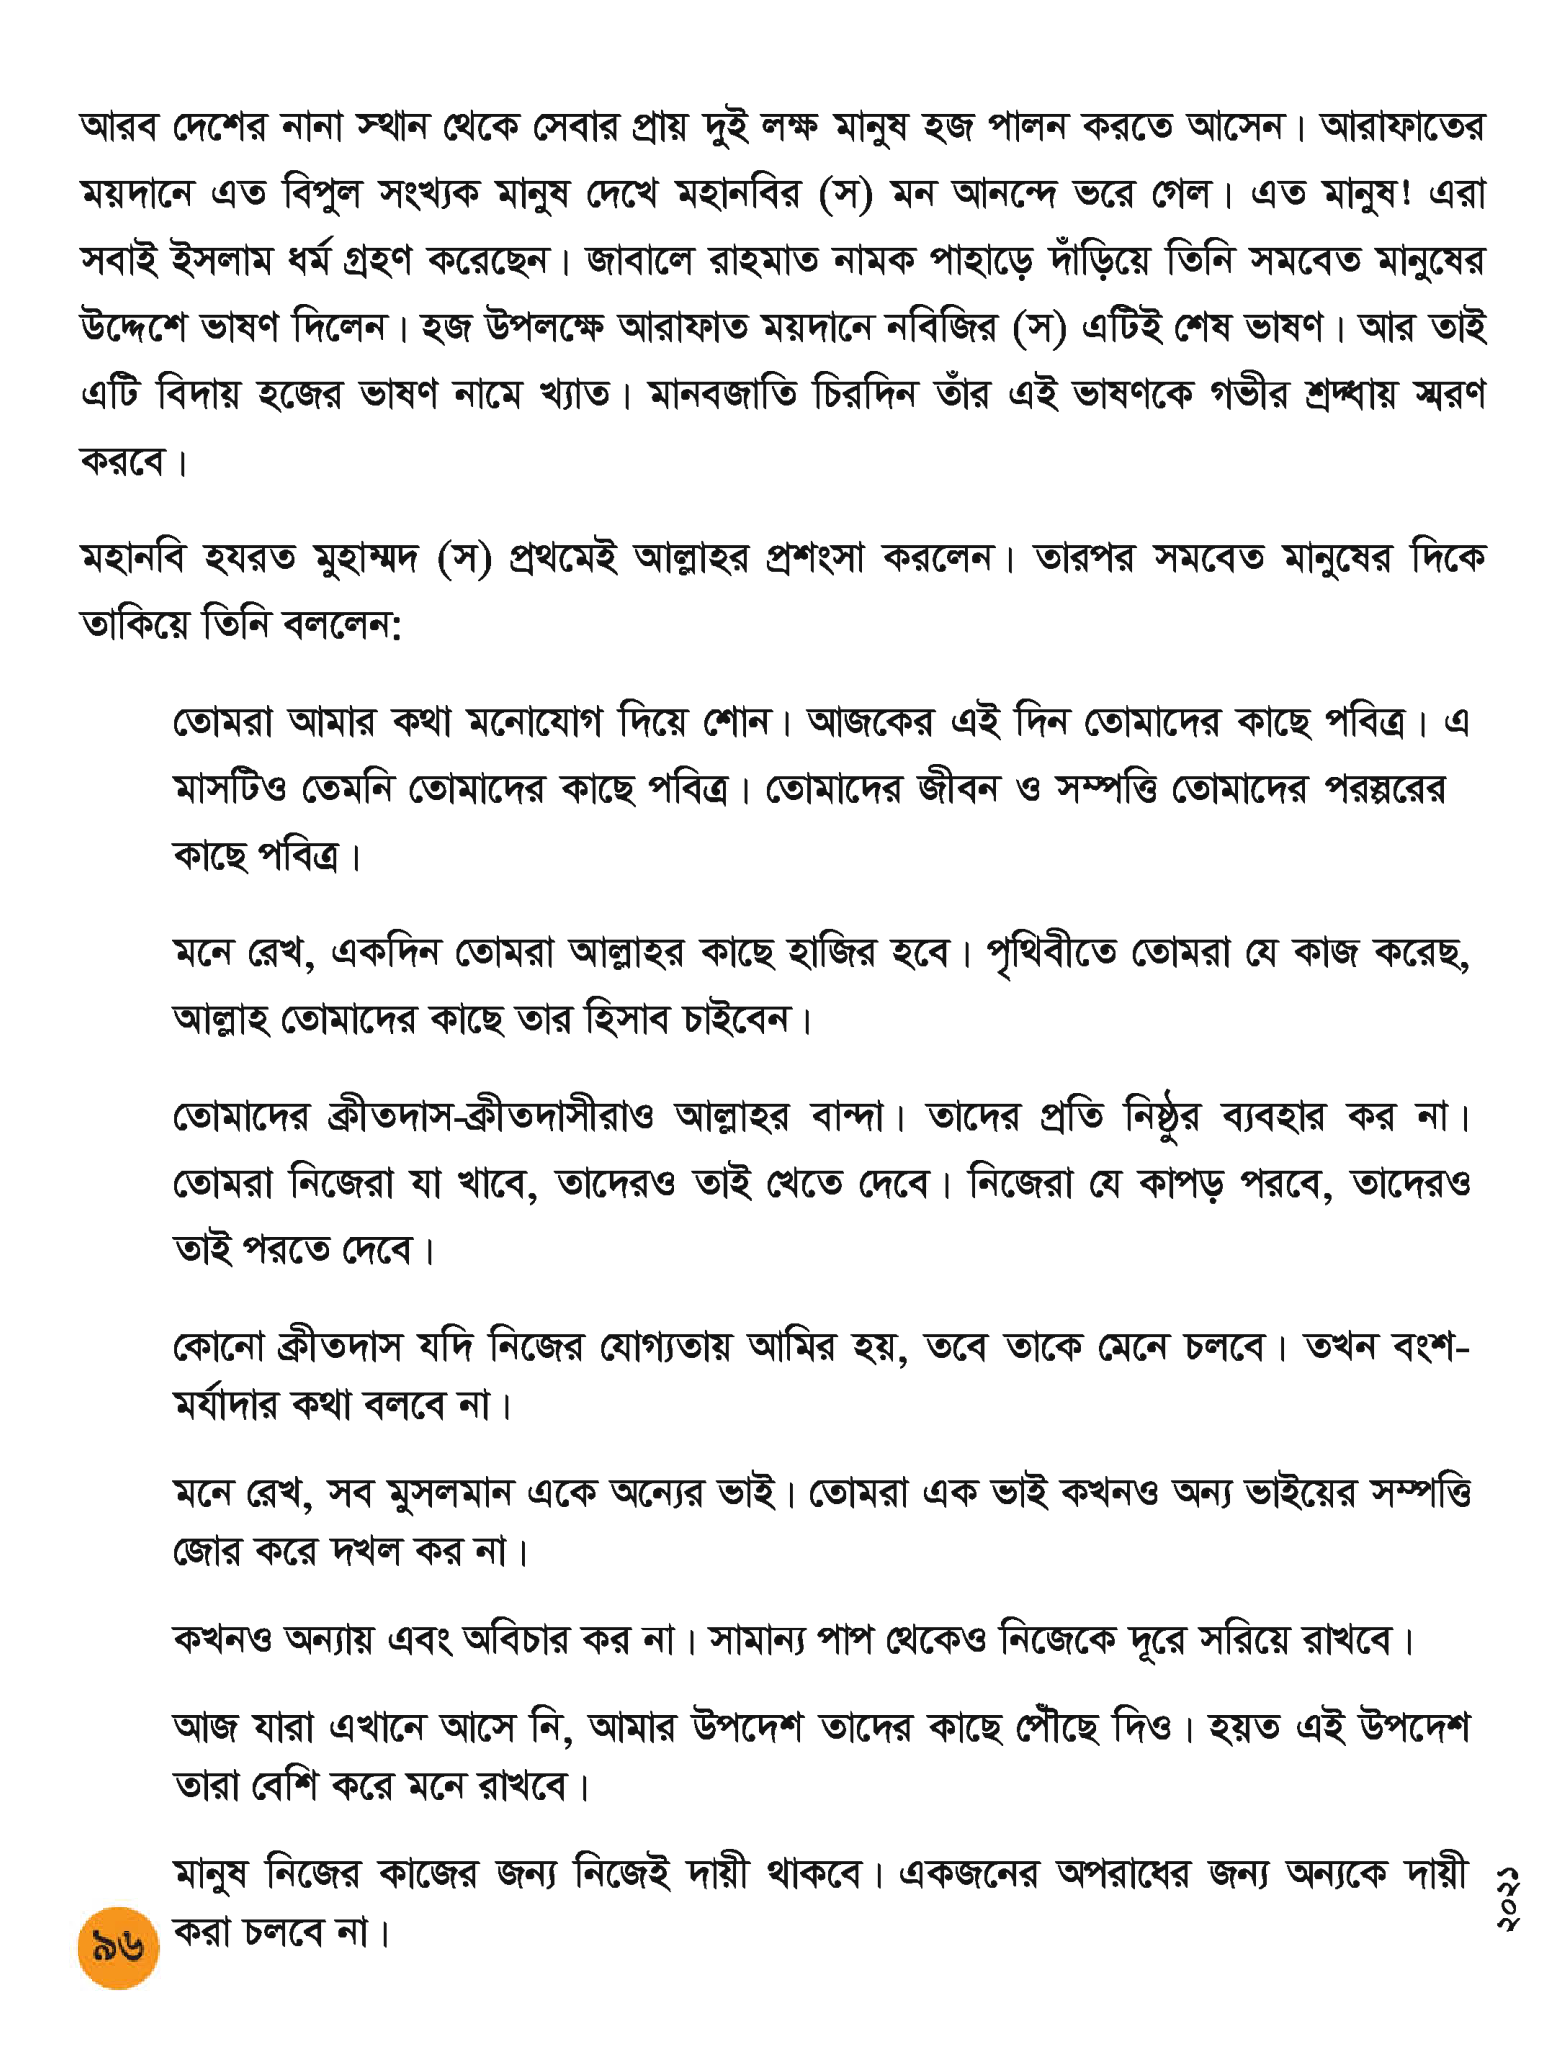 আরব দেশের নানা স্থান থেকে সেবার প্রায় দুই লক্ষ মানুষ হজ পালন করতে আসেন। আরাফাতের
ময়দানে এত বিপুল সংখ্যক মানুষ দেখে মহানবির (স) মন আনন্দে ভরে গেল। এত মানুষ! এরা
সবাই ইসলাম ধর্ম গ্রহণ করেছেন। জাবালে রাহমাত নামক পাহাড়ে দাঁড়িয়ে তিনি সমবেত মানুষের
উদ্দেশে ভাষণ দিলেন। হজ উপলক্ষে আরাফাত ময়দানে নবিজির (স) এটিই শেষ ভাষণ। আর তাই
এটি বিদায় হজের ভাষণ নামে খ্যাত। মানবজাতি চিরদিন তাঁর এই ভাষণকে গভীর শ্রদ্ধায় স্মরণ
করবে।
মহানবি হযরত মুহাম্মদ (স) প্রথমেই আল্লাহর প্রশংসা করলেন। তারপর সমবেত মানুষের দিকে
তাকিয়ে তিনি বললেন:
তোমরা আমার কথা মনোযোগ দিয়ে শোন। আজকের এই দিন তোমাদের কাছে পবিত্র। এ
মাসটিও তেমনি তোমাদের কাছে পবিত্র। তোমাদের জীবন ও সম্পত্তি তোমাদের পরস্পরের
কাছে পবিত্র।
মনে রেখ, একদিন তোমরা আল্লাহর কাছে হাজির হবে। পৃথিবীতে তোমরা যে কাজ করেছ,
আল্লাহ তোমাদের কাছে তার হিসাব চাইবেন।
তোমাদের ক্রীতদাস-ক্রীতদাসীরাও আল্লাহর বান্দা। তাদের প্রতি নিষ্ঠুর ব্যবহার কর না।
তোমরা নিজেরা যা খাবে, তাদেরও তাই খেতে দেবে। নিজেরা যে কাপড় পরবে, তাদেরও
তাই পরতে দেবে।
কোনো ক্রীতদাস যদি নিজের যোগ্যতায় আমির হয়, তবে তাকে মেনে চলবে। তখন বংশ-
মর্যাদার কথা বলবে না।
মনে রেখ, সব মুসলমান একে অন্যের ভাই। তোমরা এক ভাই কখনও অন্য ভাইয়ের সম্পত্তি
জোর করে দখল কর না।
কখনও অন্যায় এবং অবিচার কর না। সামান্য পাপ থেকেও নিজেকে দূরে সরিয়ে রাখবে।
আজ যারা এখানে আসে নি, আমার উপদেশ তাদের কাছে পৌঁছে দিও। হয়ত এই উপদেশ
তারা বেশি করে মনে রাখবে।
মানুষ নিজের কাজের জন্য নিজেই দায়ী থাকবে। একজনের অপরাধের জন্য অন্যকে দায়ী
করা চলবে না।
৯৬
২০২১